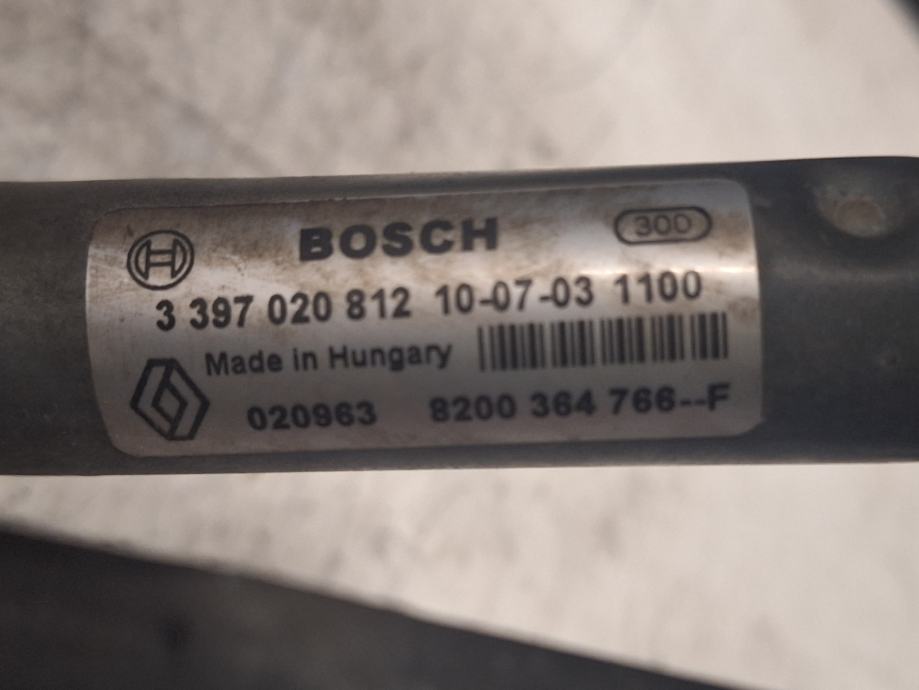 BOSCH 300
3 397 020 812 10-07-03 1100
Made in Hungary
020963 8200 364 766--F